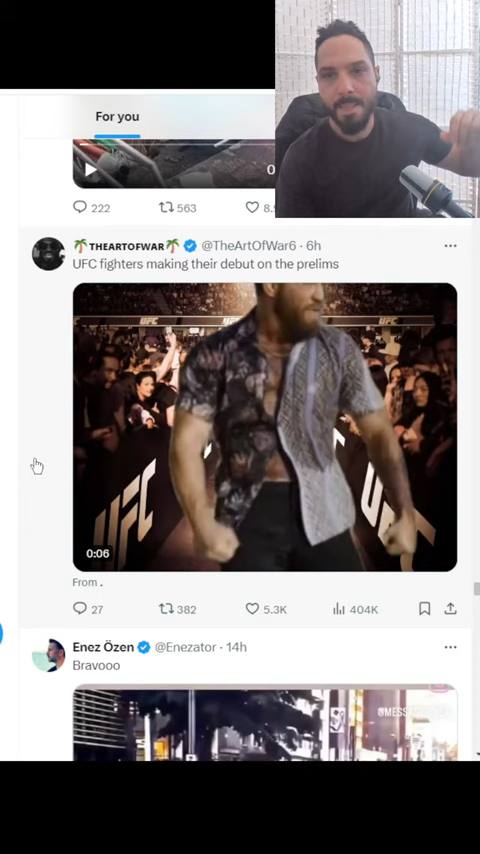 For you
0
222
563
8.
🌴THEARTOFWAR🌴 @TheArtOfWar6 · 6h
UFC fighters making their debut on the prelims
UFC
UFC
UFC
UFC
0:06
From .
27
382
5.3K
404K
Enez Özen @Enezator · 14h
Bravooo